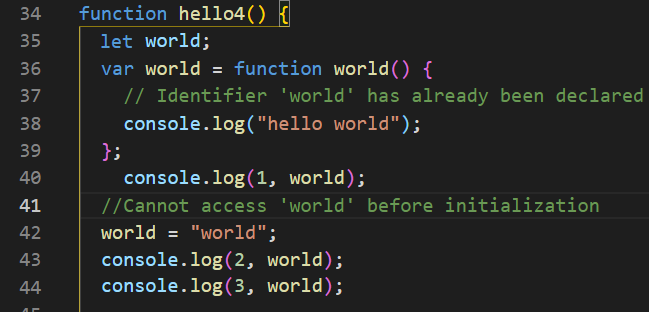 34 function hello4() {
35 let world;
36 var world = function world() {
37 // Identifier 'world' has already been declared
38 console.log("hello world");
39 };
40 console.log(1, world);
41 //Cannot access 'world' before initialization
42 world = "world";
43 console.log(2, world);
44 console.log(3, world);